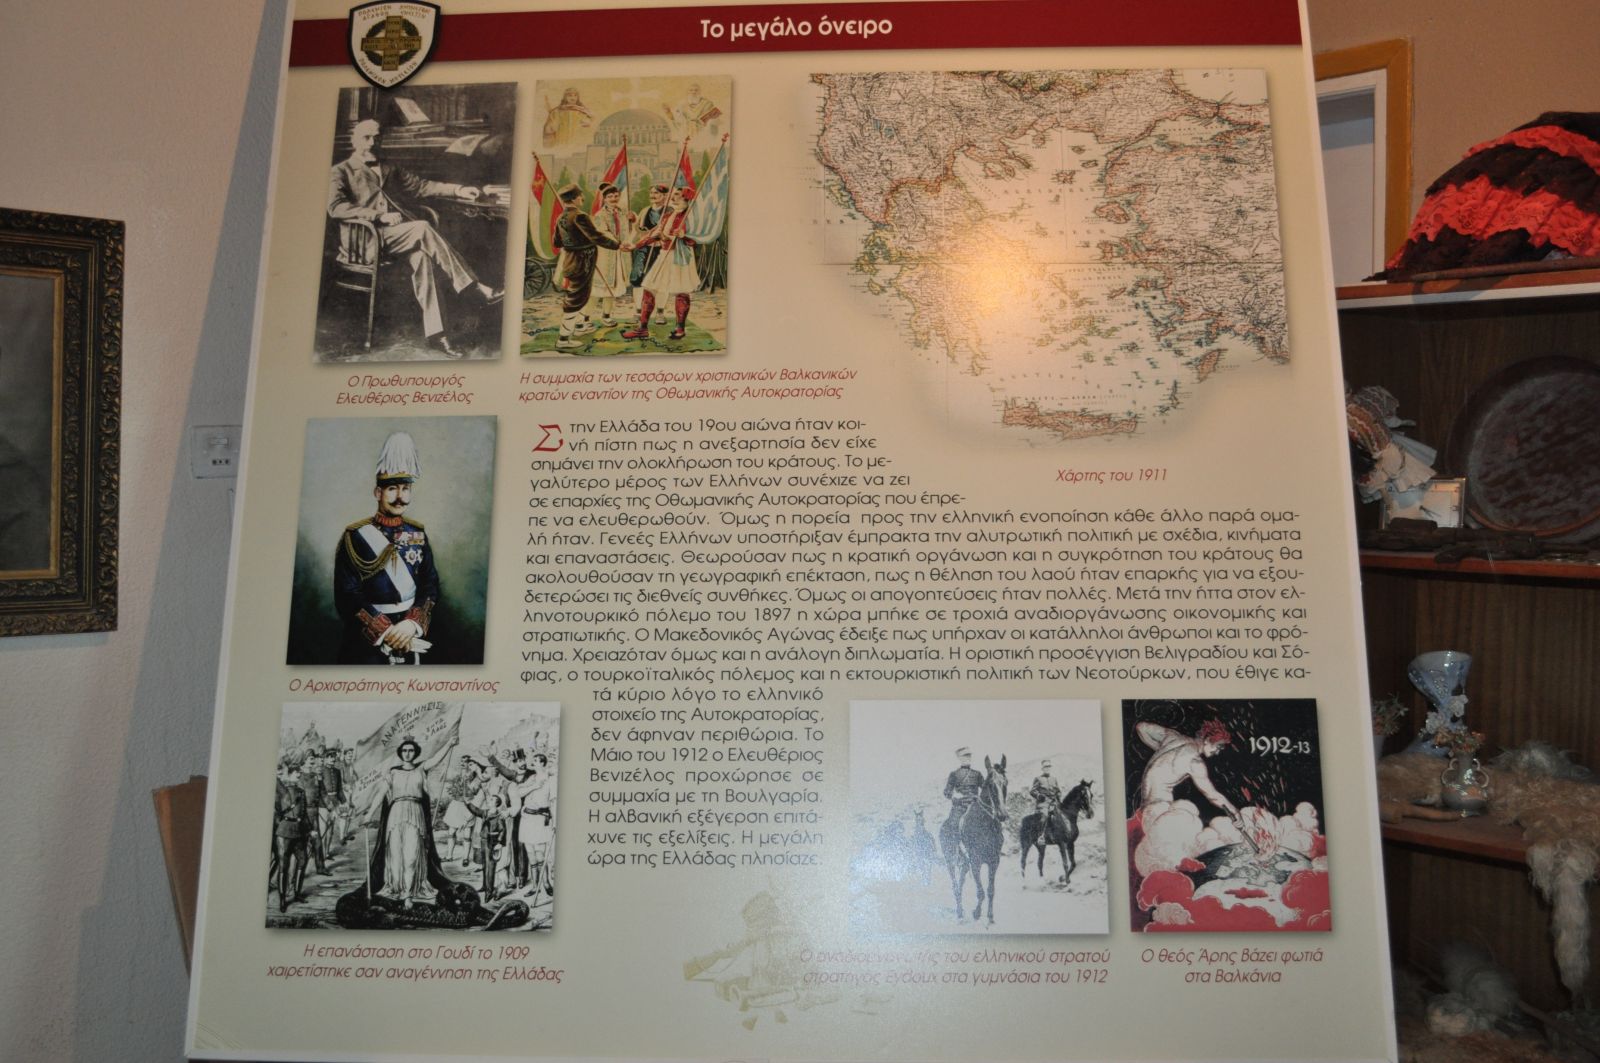 Το μεγάλο όνειρο
Ο Πρωθυπουργός
Ελευθέριος Βενιζέλος
Η συμμαχία των τεσσάρων χριστιανικών Βαλκανικών
κρατών εναντίον της Οθωμανικής Αυτοκρατορίας
Χάρτης του 1911
Στην Ελλάδα του 19ου αιώνα ήταν κοι-
νή πίστη πως η ανεξαρτησία δεν είχε
σημάνει την ολοκλήρωση του κράτους. Το με-
γαλύτερο μέρος των Ελλήνων συνέχιζε να ζει
σε επαρχίες της Οθωμανικής Αυτοκρατορίας που έπρε-
πε να ελευθερωθούν. Όμως η πορεία προς την ελληνική ενοποίηση κάθε άλλο παρά ομα-
λή ήταν. Γενεές Ελλήνων υποστήριξαν έμπρακτα την αλυτρωτική πολιτική με σχέδια, κινήματα
και επαναστάσεις. Θεωρούσαν πως η κρατική οργάνωση και η συγκρότηση του κράτους θα
ακολουθούσαν τη γεωγραφική επέκταση, πως η θέληση του λαού ήταν επαρκής για να εξου-
δετερώσει τις διεθνείς συνθήκες. Όμως οι απογοητεύσεις ήταν πολλές. Μετά την ήττα στον ελ-
ληνοτουρκικό πόλεμο του 1897 η χώρα μπήκε σε τροχιά αναδιοργάνωσης οικονομικής και
στρατιωτικής. Ο Μακεδονικός Αγώνας έδειξε πως υπήρχαν οι κατάλληλοι άνθρωποι και το φρό-
νημα. Χρειαζόταν όμως και η ανάλογη διπλωματία. Η οριστική προσέγγιση Βελιγραδίου και Σό-
φιας, ο τουρκοϊταλικός πόλεμος και η εκτουρκιστική πολιτική των Νεοτούρκων, που έθιγε κα-
τά κύριο λόγο το ελληνικό
στοιχείο της Αυτοκρατορίας,
δεν άφηναν περιθώρια. Το
Μάιο του 1912 ο Ελευθέριος
Βενιζέλος προχώρησε σε
συμμαχία με τη Βουλγαρία.
Η αλβανική εξέγερση επιτά-
χυνε τις εξελίξεις. Η μεγάλη
ώρα της Ελλάδας πλησίαζε.
Ο Αρχιστράτηγος Κωνσταντίνος
ΑΝΑΓΕΝΝΗΣΙΣ
1912-13
Η επανάσταση στο Γουδί το 1909
χαιρετίστηκε σαν αναγέννηση της Ελλάδας
Ο αναδιοργανωτής του ελληνικού στρατού
στρατηγός Eydoux στα γυμνάσια του 1912
Ο θεός Άρης βάζει φωτιά
στα Βαλκάνια